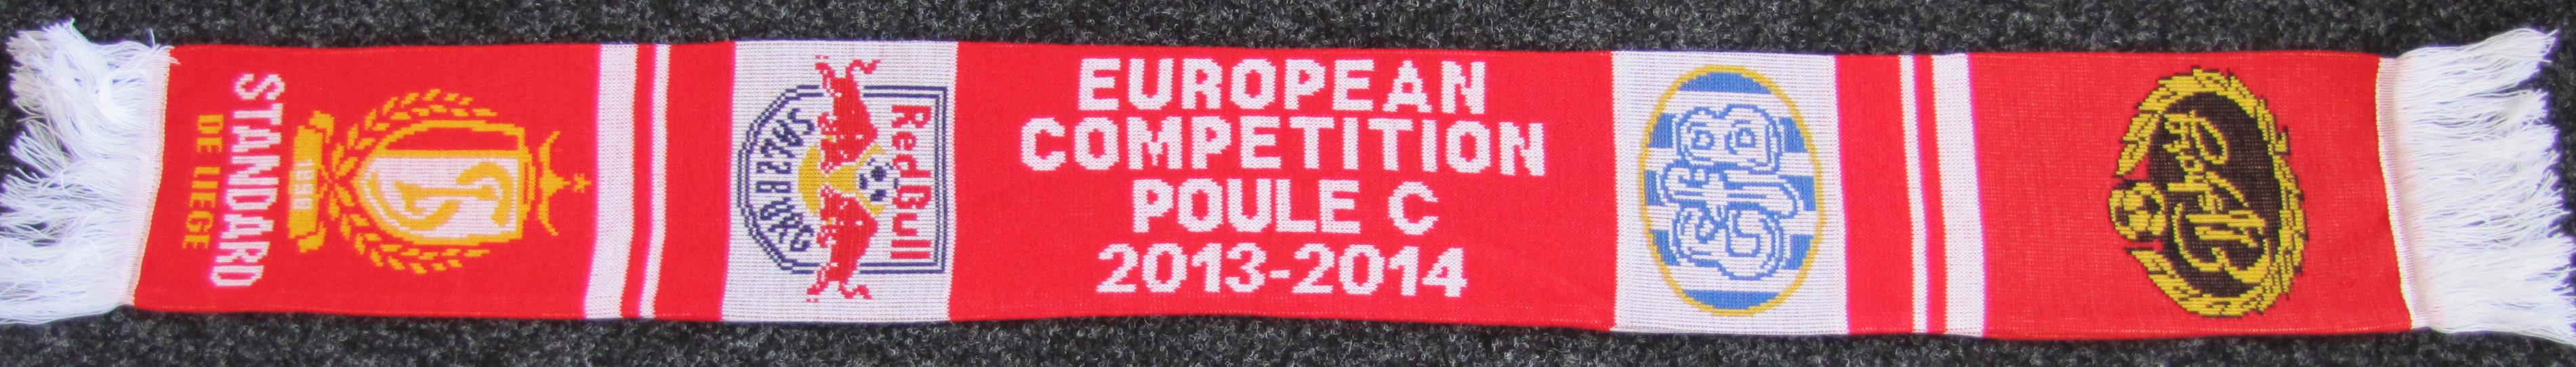 STANDARD
DE LIEGE
1898
Red Bull
SALZBURG
EUROPEAN
COMPETITION
POULE C
2013-2014